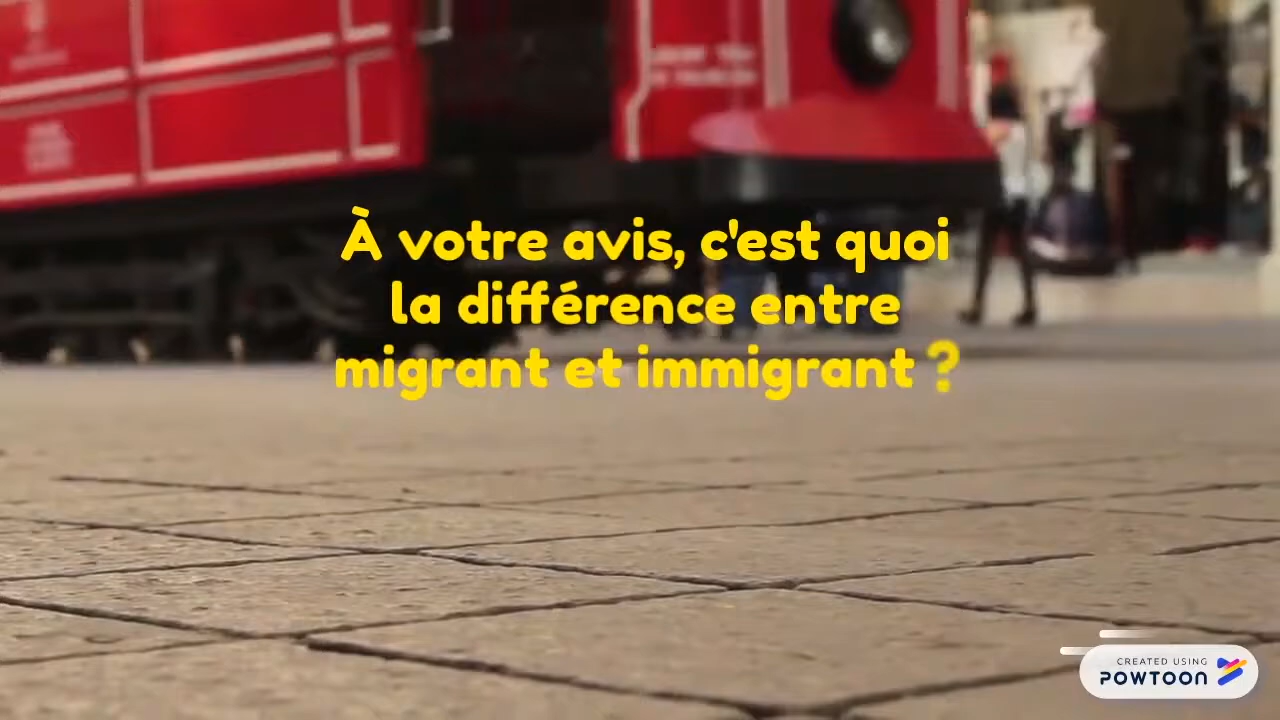 À votre avis, c'est quoi
la différence entre
migrant et immigrant ?
CREATED USING
POWTOON